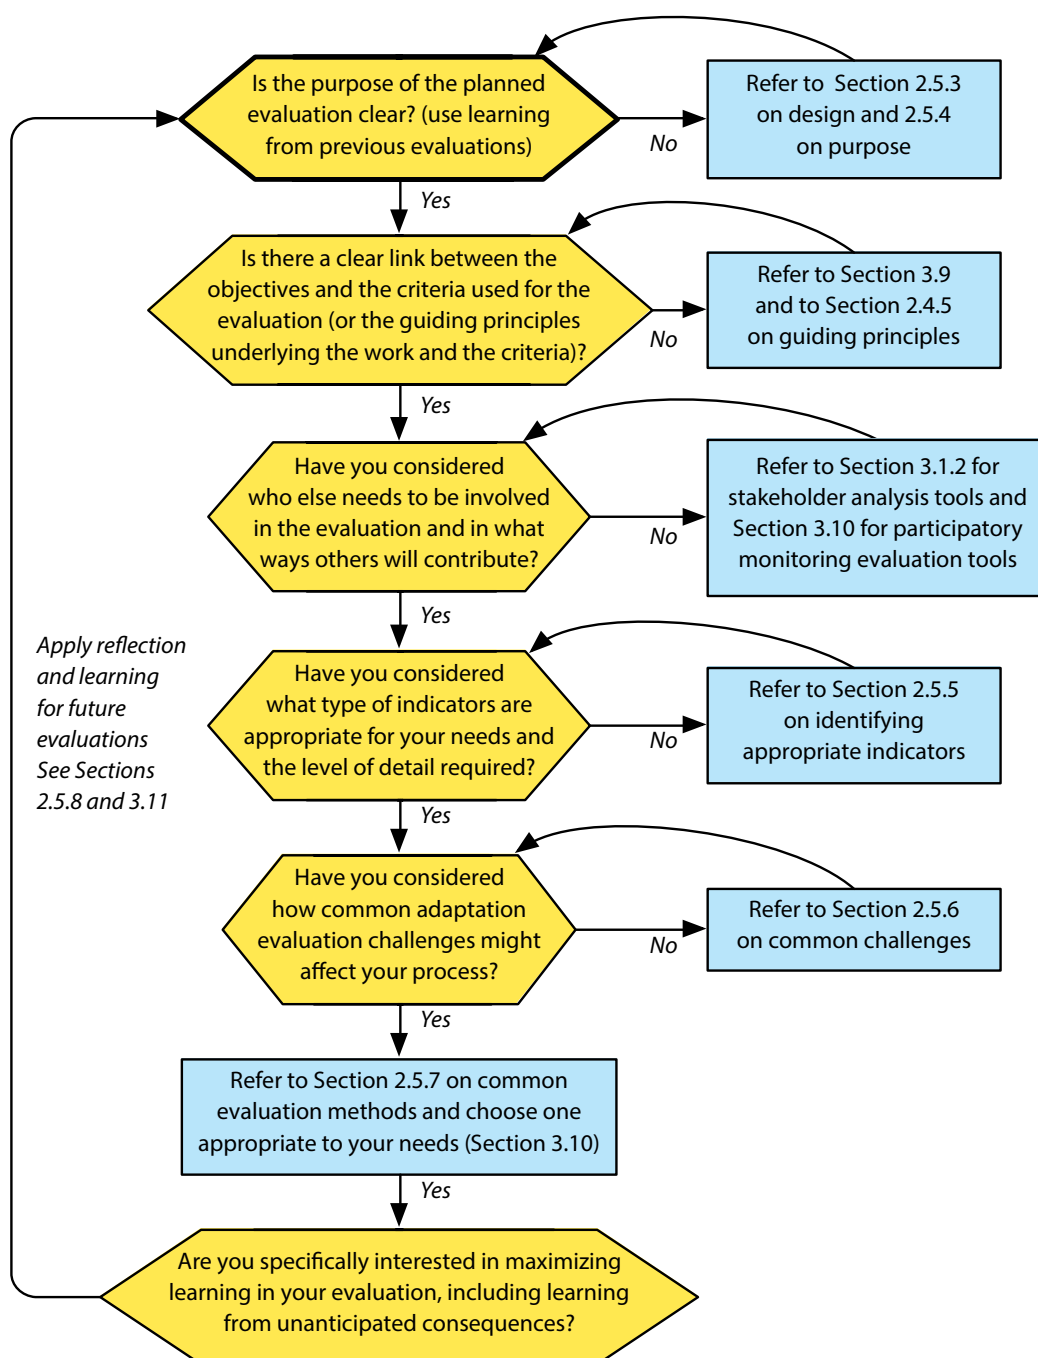 Is the purpose of the planned
evaluation clear? (use learning
from previous evaluations)
No
Refer to Section 2.5.3
on design and 2.5.4
on purpose
Yes
Is there a clear link between the
objectives and the criteria used for the
evaluation (or the guiding principles
underlying the work and the criteria)?
No
Refer to Section 3.9
and to Section 2.4.5
on guiding principles
Yes
Have you considered
who else needs to be involved
in the evaluation and in what
ways others will contribute?
No
Refer to Section 3.1.2 for
stakeholder analysis tools and
Section 3.10 for participatory
monitoring evaluation tools
Yes
Apply reflection
and learning
for future
evaluations
See Sections
2.5.8 and 3.11
Have you considered
what type of indicators are
appropriate for your needs and
the level of detail required?
No
Refer to Section 2.5.5
on identifying
appropriate indicators
Yes
Have you considered
how common adaptation
evaluation challenges might
affect your process?
No
Refer to Section 2.5.6
on common challenges
Yes
Refer to Section 2.5.7 on common
evaluation methods and choose one
appropriate to your needs (Section 3.10)
Yes
Are you specifically interested in maximizing
learning in your evaluation, including learning
from unanticipated consequences?